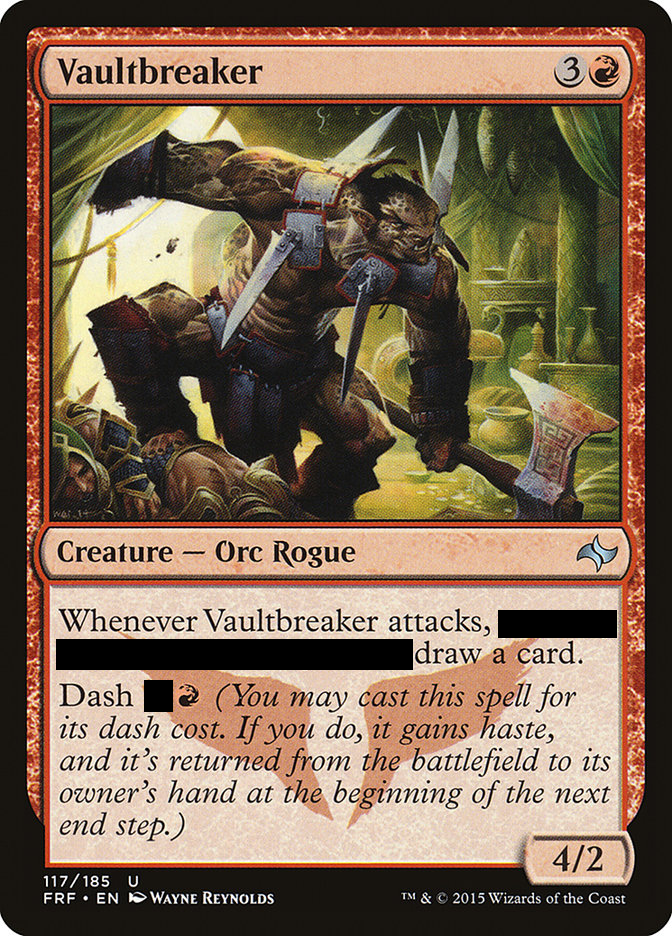 Vaultbreaker 3
Creature — Orc Rogue
Whenever Vaultbreaker attacks,
draw a card.
Dash (You may cast this spell for
its dash cost. If you do, it gains haste,
and it's returned from the battlefield to its
owner's hand at the beginning of the next
end step.)
4/2
117/185 U
FRF • EN Wayne Reynolds
™ & © 2015 Wizards of the Coast